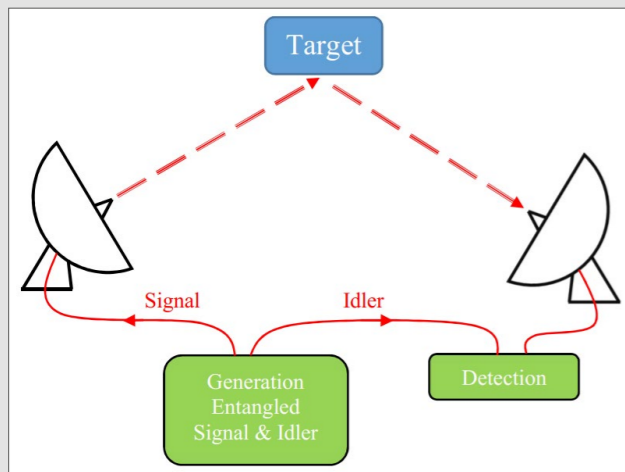 Target
Signal
Idler
Generation
Entangled
Signal & Idler
Detection